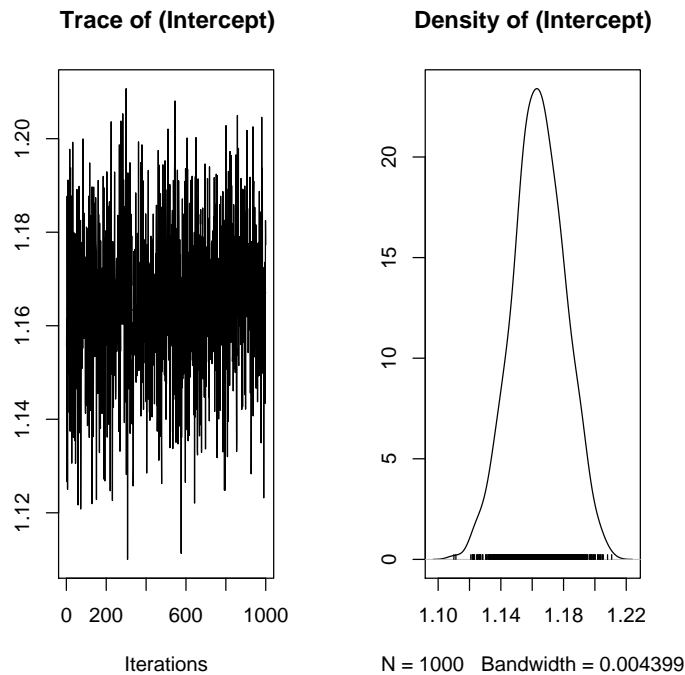 Trace of (Intercept)
1.12 1.14 1.16 1.18 1.20
0 200 600 1000
Iterations
Density of (Intercept)
0 5 10 15 20
1.10 1.14 1.18 1.22
N = 1000 Bandwidth = 0.004399